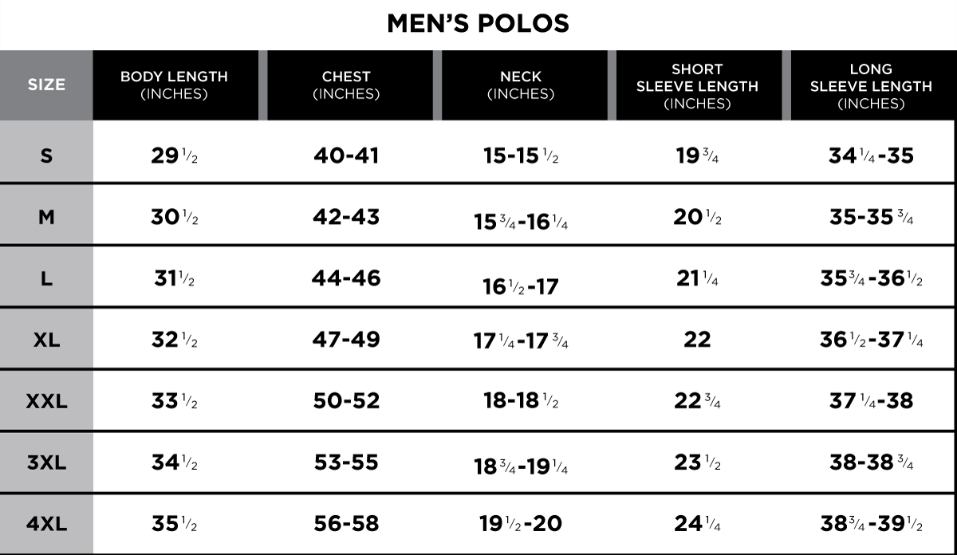 MEN'S POLOS
SIZE BODY LENGTH (INCHES) CHEST (INCHES) NECK (INCHES) SHORT SLEEVE LENGTH (INCHES) LONG SLEEVE LENGTH (INCHES)
S 29 1/2 40-41 15-15 1/2 19 3/4 34 1/4-35
M 30 1/2 42-43 15 3/4-16 1/4 20 1/2 35-35 3/4
L 31 1/2 44-46 16 1/2-17 21 1/4 35 3/4-36 1/2
XL 32 1/2 47-49 17 1/4-17 3/4 22 36 1/2-37 1/4
XXL 33 1/2 50-52 18-18 1/2 22 3/4 37 1/4-38
3XL 34 1/2 53-55 18 3/4-19 1/4 23 1/2 38-38 3/4
4XL 35 1/2 56-58 19 1/2-20 24 1/4 38 3/4-39 1/2